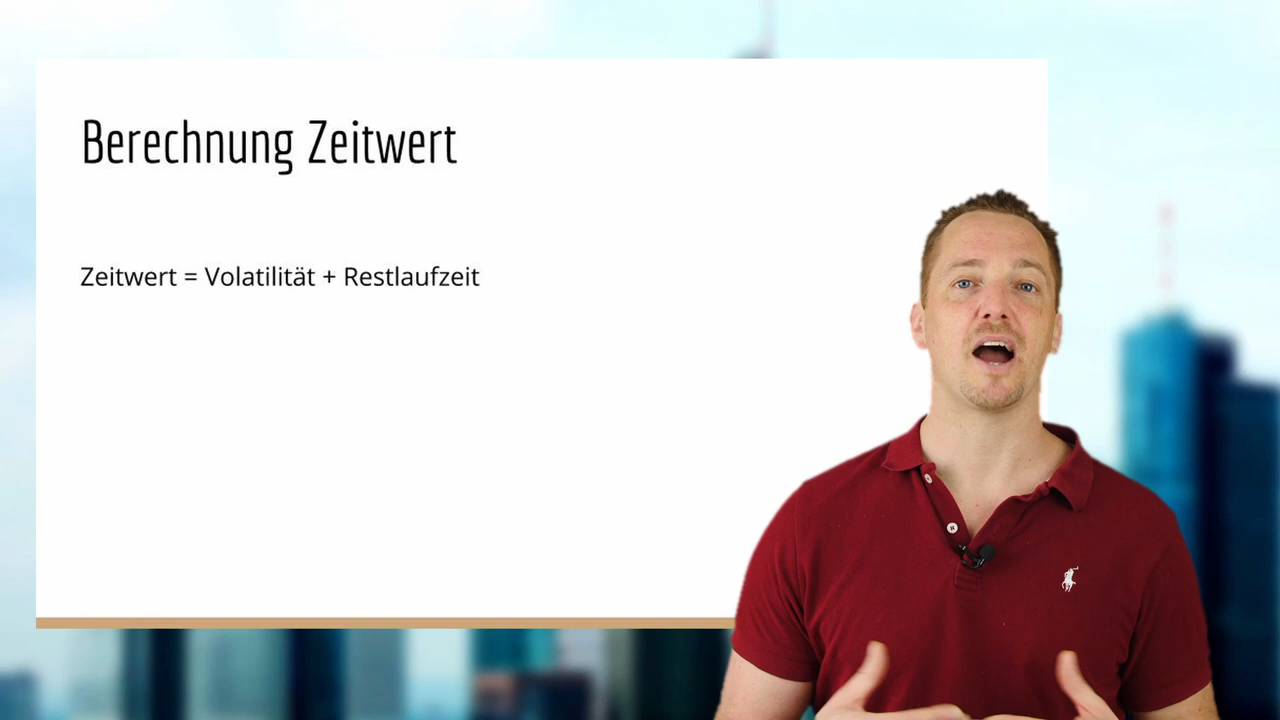 Berechnung Zeitwert
Zeitwert = Volatilität + Restlaufzeit